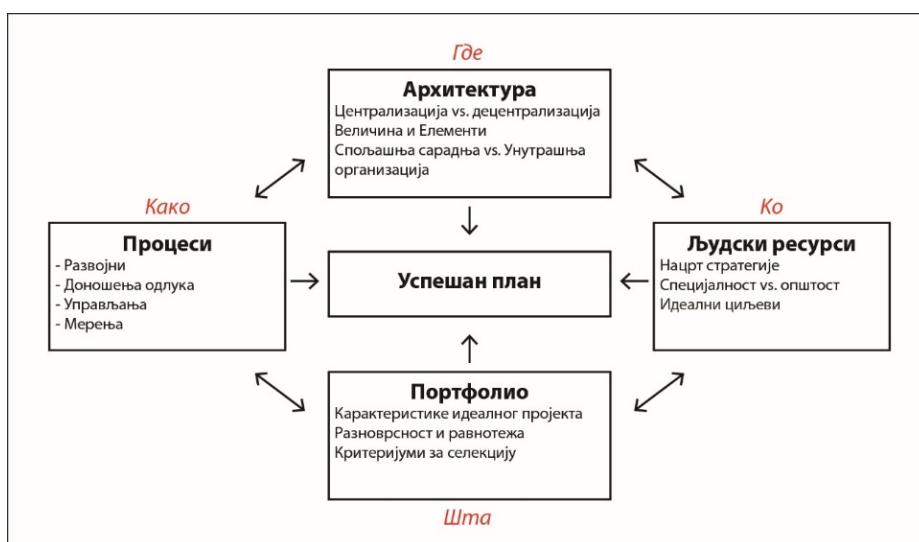 Где
Архитектура
Централизација vs. децентрализација
Величина и Елементи
Спољашња сарадња vs. Унутрашња
организација
Како
Процеси
- Развојни
- Доношења одлука
- Управљања
- Мерења
Успешан план
Ко
Људски ресурси
Нацрт стратегије
Специјалност vs. општост
Идеални циљеви
Портфолио
Карактеристике идеалног пројекта
Разноврсност и равнотежа
Критеријуми за селекцију
Шта